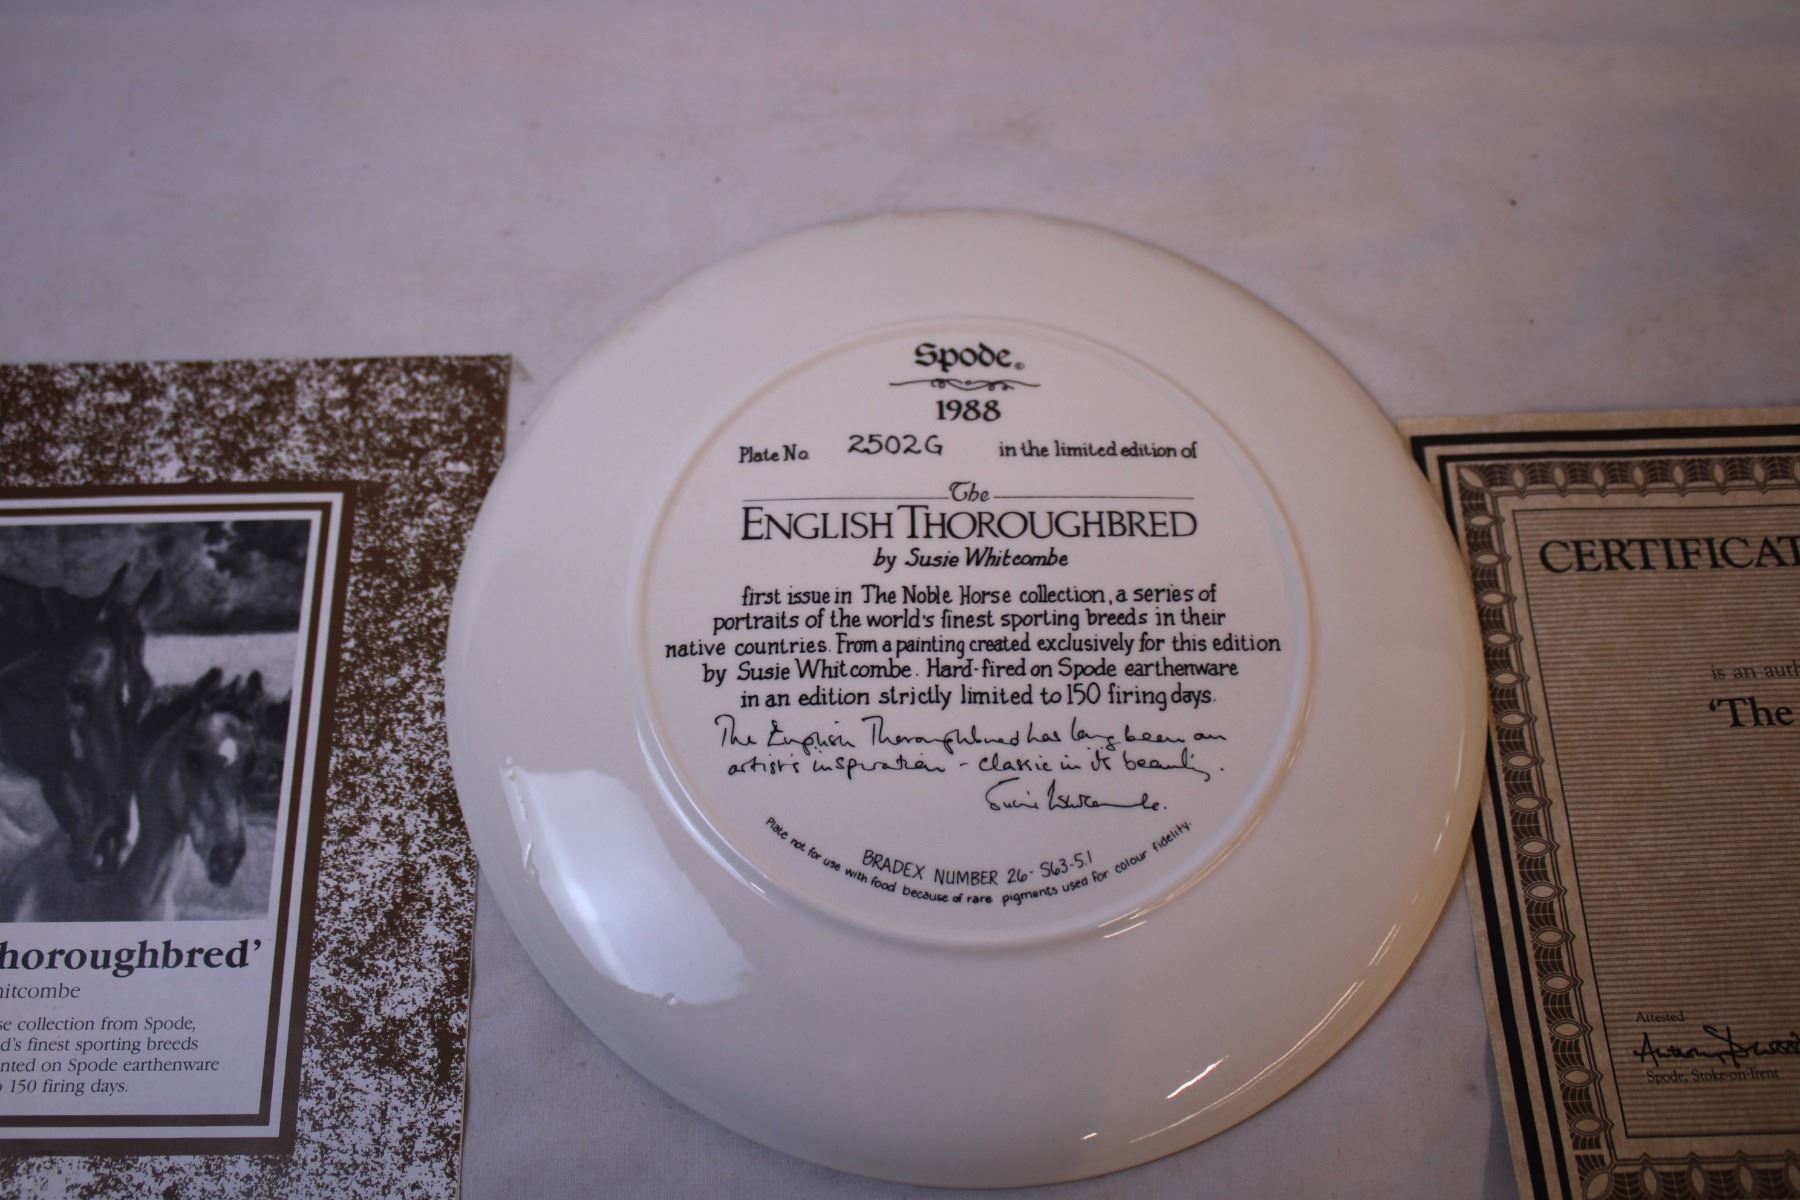 Spode©
1988
Plate No. 2502G in the limited edition of
The
ENGLISH THOROUGHBRED
by Susie Whitcombe
first issue in The Noble Horse collection, a series of
portraits of the world's finest sporting breeds in their
native countries. From a painting created exclusively for this edition
by Susie Whitcombe. Hard-fired on Spode earthenware
in an edition strictly limited to 150 firing days.
The English Thoroughbred has long been an
artist's inspiration - classic in its beauty.
Susie Whitcombe.
BRADEX NUMBER 26-S63-5.1
Plate not for use with food because of rare pigments used for colour fidelity.
horoughbred'
hitcombe
se collection from Spode,
d's finest sporting breeds
nted on Spode earthenware
o 150 firing days.
CERTIFICAT
is an auth
'The
Attested
Spode, Stoke-on-Trent